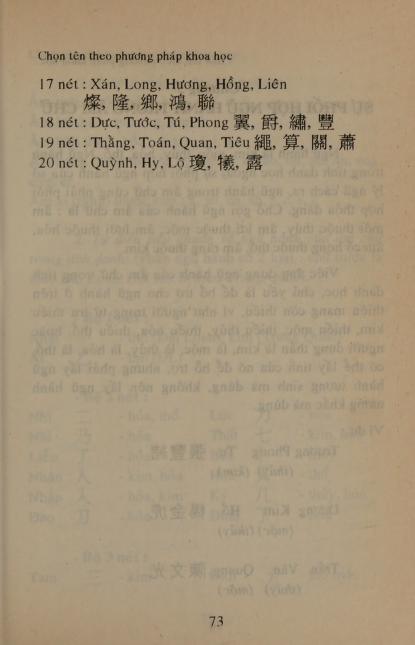 Chọn tên theo phương pháp khoa học
17 nét : Xán, Long, Hương, Hồng, Liên
燦, 隆, 鄉, 鴻, 聯
18 nét : Dực, Tước, Tú, Phong 翼, 爵, 繡, 豐
19 nét : Thằng, Toán, Quan, Tiêu 繩, 算, 關, 蕭
20 nét : Quỳnh, Hy, Lộ 瓊, 犧, 露
73